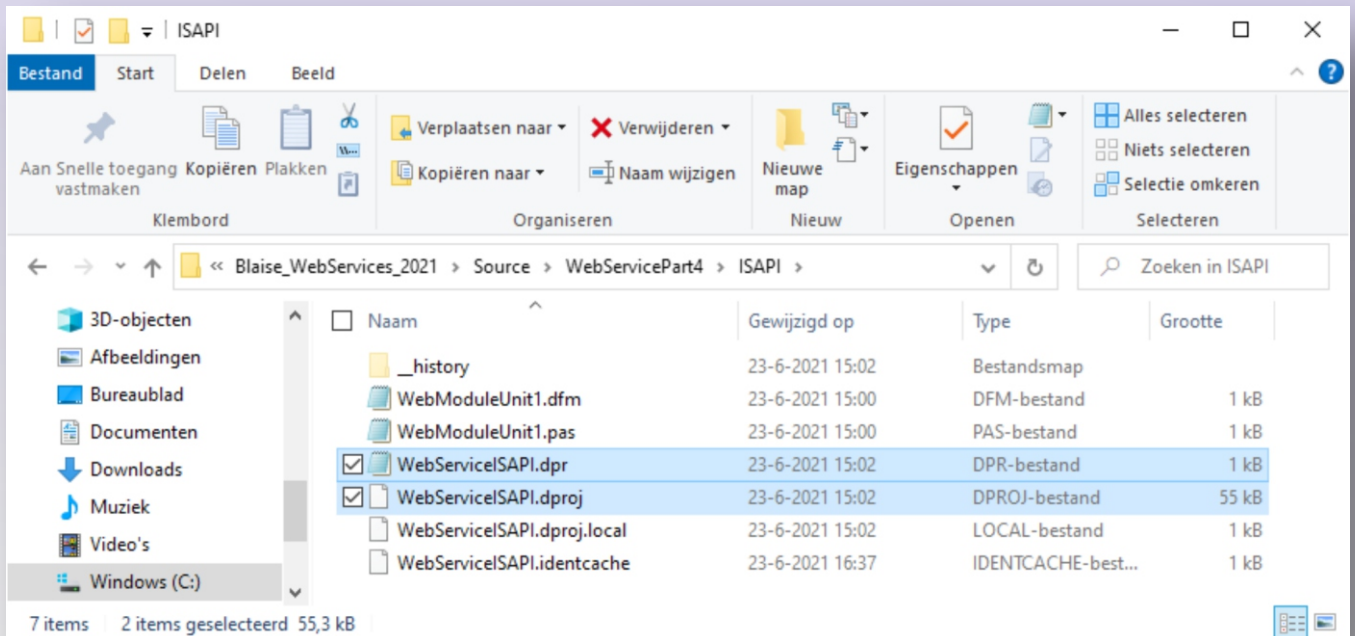 ISAPI
Bestand Start Delen Beeld
Aan Snelle toegang vastmaken Kopiëren Plakken
Verplaatsen naar Verwijderen
Kopiëren naar Naam wijzigen
Nieuwe map
Eigenschappen
Alles selecteren
Niets selecteren
Selectie omkeren
Klembord Organiseren Nieuw Openen Selecteren
« Blaise_WebServices_2021 > Source > WebServicePart4 > ISAPI > Zoeken in ISAPI
3D-objecten
Afbeeldingen
Bureaublad
Documenten
Downloads
Muziek
Video's
Windows (C:)
Naam Gewijzigd op Type Grootte
__history 23-6-2021 15:02 Bestandsmap
WebModuleUnit1.dfm 23-6-2021 15:00 DFM-bestand 1 kB
WebModuleUnit1.pas 23-6-2021 15:00 PAS-bestand 1 kB
WebServiceISAPI.dpr 23-6-2021 15:02 DPR-bestand 1 kB
WebServiceISAPI.dproj 23-6-2021 15:02 DPROJ-bestand 55 kB
WebServiceISAPI.dproj.local 23-6-2021 15:02 LOCAL-bestand 1 kB
WebServiceISAPI.identcache 23-6-2021 16:37 IDENTCACHE-best... 1 kB
7 items 2 items geselecteerd 55,3 kB